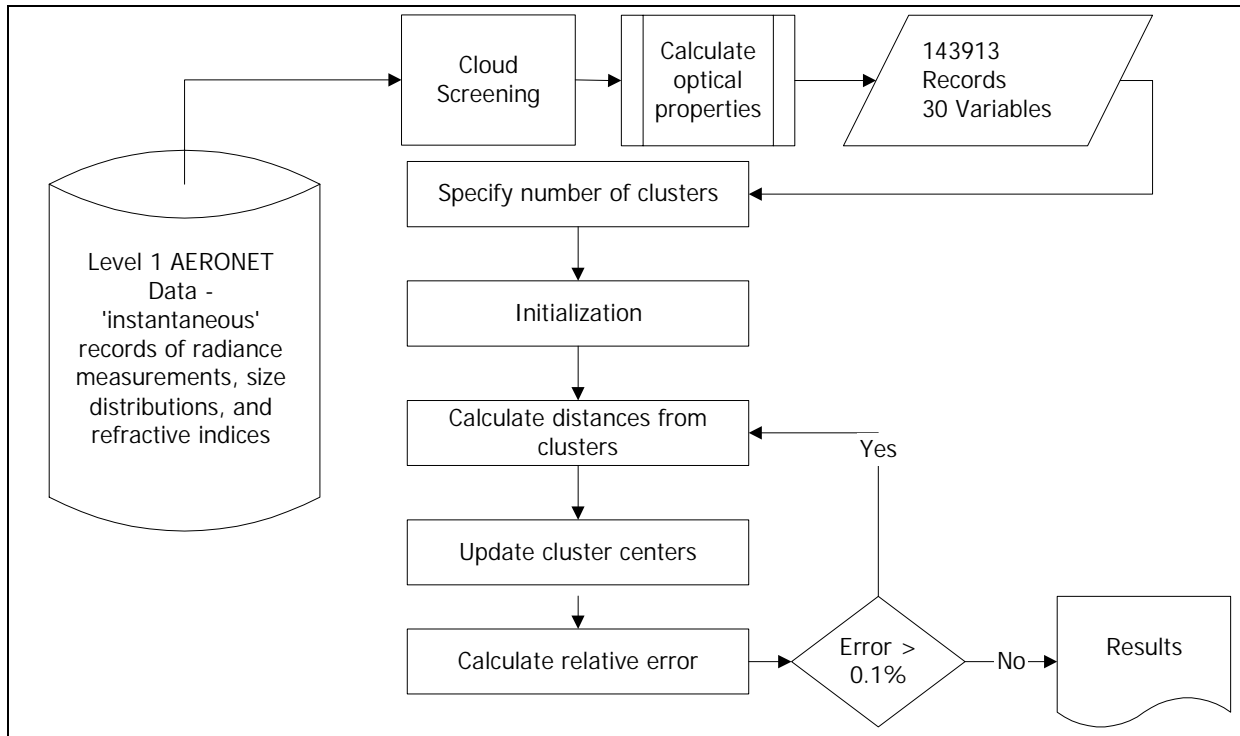 Cloud
Screening
Calculate
optical
properties
143913
Records
30 Variables
Specify number of clusters
Level 1 AERONET
Data -
'instantaneous'
records of radiance
measurements, size
distributions, and
refractive indices
Initialization
Calculate distances from
clusters
Yes
Update cluster centers
Calculate relative error
Error >
0.1%
No
Results